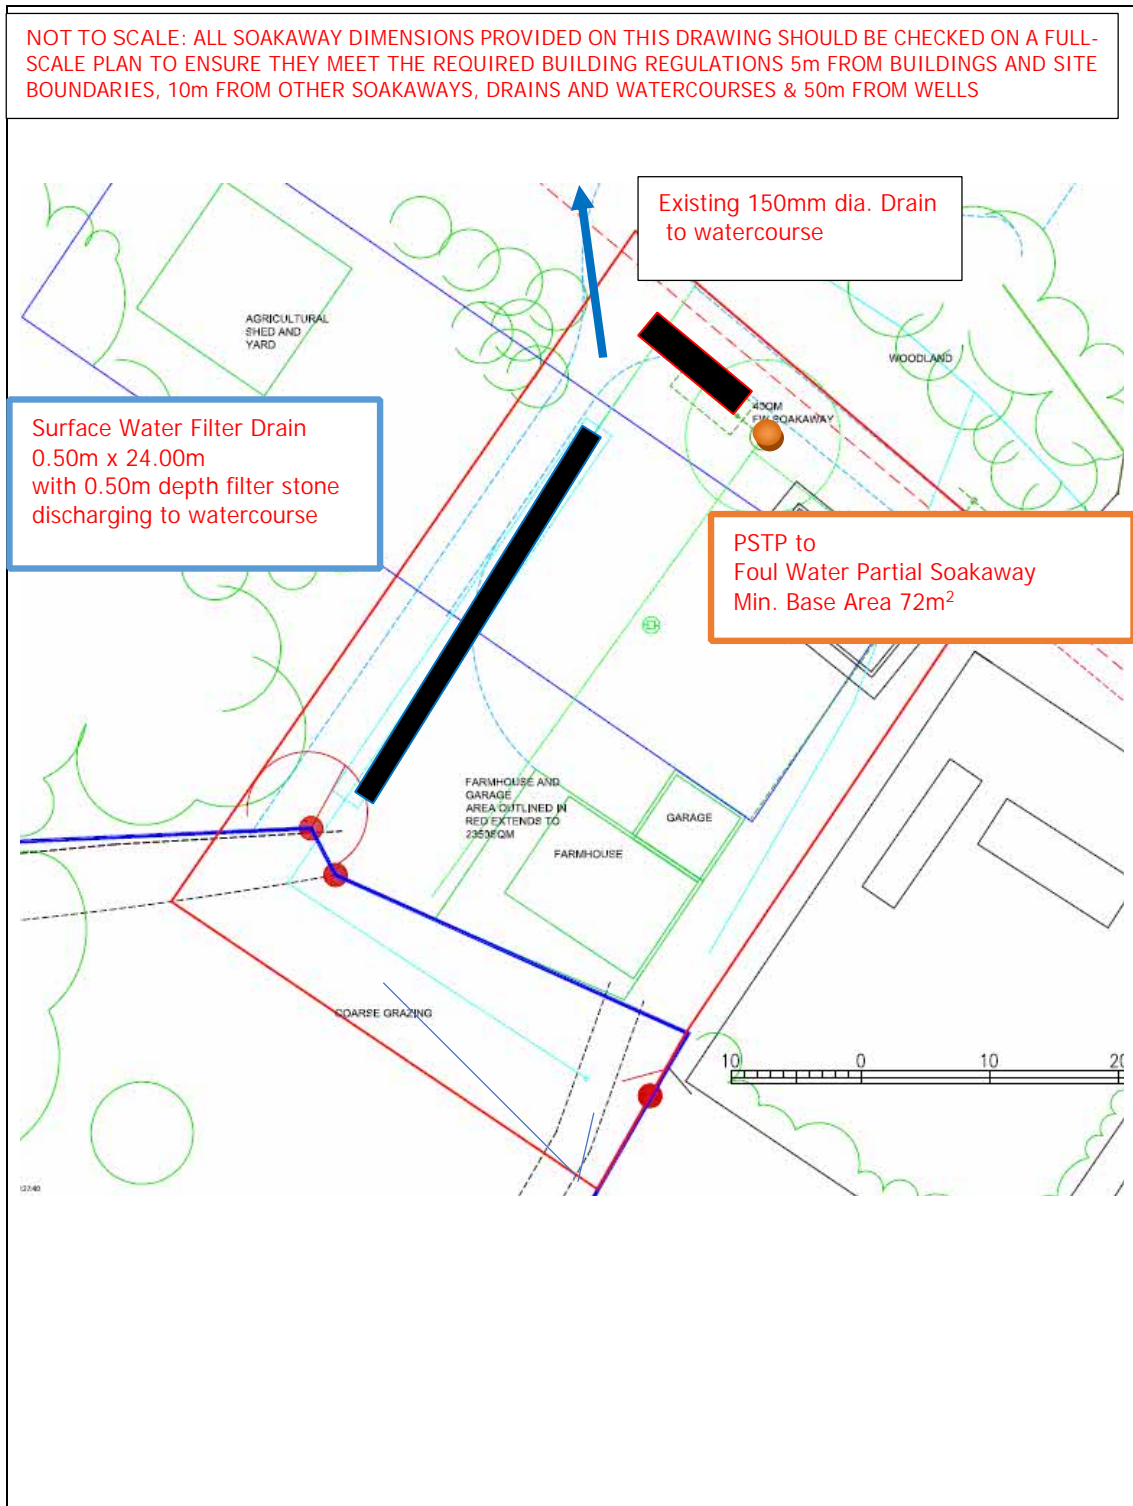 NOT TO SCALE: ALL SOAKAWAY DIMENSIONS PROVIDED ON THIS DRAWING SHOULD BE CHECKED ON A FULL-
SCALE PLAN TO ENSURE THEY MEET THE REQUIRED BUILDING REGULATIONS 5m FROM BUILDINGS AND SITE
BOUNDARIES, 10m FROM OTHER SOAKAWAYS, DRAINS AND WATERCOURSES & 50m FROM WELLS
Existing 150mm dia. Drain
to watercourse
AGRICULTURAL
SHED AND
YARD
WOODLAND
SOAKAWAY
Surface Water Filter Drain
0.50m x 24.00m
with 0.50m depth filter stone
discharging to watercourse
PSTP to
Foul Water Partial Soakaway
Min. Base Area 72m²
FARMHOUSE AND
GARAGE
AREA OUTLINED IN
RED EXTENDS TO
GARAGE
FARMHOUSE
COARSE GRAZING
10 0 10 20